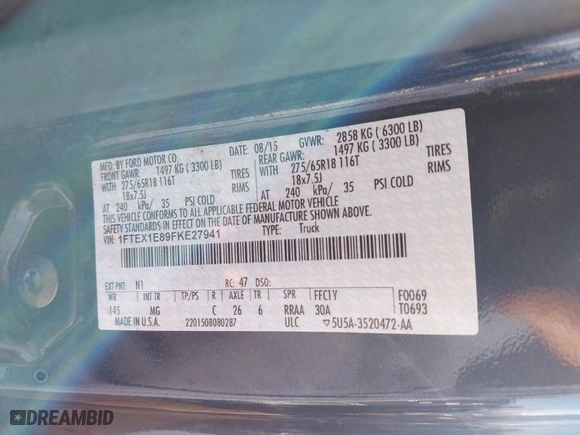 MFD. BY FORD MOTOR CO. DATE: 08/15 GVWR: 2858 KG ( 6300 LB)
FRONT GAWR: 1497 KG ( 3300 LB) REAR GAWR: 1497 KG ( 3300 LB)
WITH 275/65R18 116T TIRES WITH 275/65R18 116T TIRES
18x7.5J RIMS 18x7.5J RIMS
AT 240 kPa/ 35 PSI COLD AT 240 kPa/ 35 PSI COLD
THIS VEHICLE CONFORMS TO ALL APPLICABLE FEDERAL MOTOR VEHICLE
SAFETY STANDARDS IN EFFECT ON THE DATE OF MANUFACTURE SHOWN ABOVE.
VIN: 1FTEX1E89FKE27941 TYPE: Truck
EXT PNT: N1 RC: 47 DSO:
WB INT TR TP/PS R AXLE TR SPR FFC1Y F0069
145 MG C 26 6 RRAA 30A T0693
MADE IN U.S.A. 2201508080287 ULC ▽5U5A-3520472-AA
DREAMBID